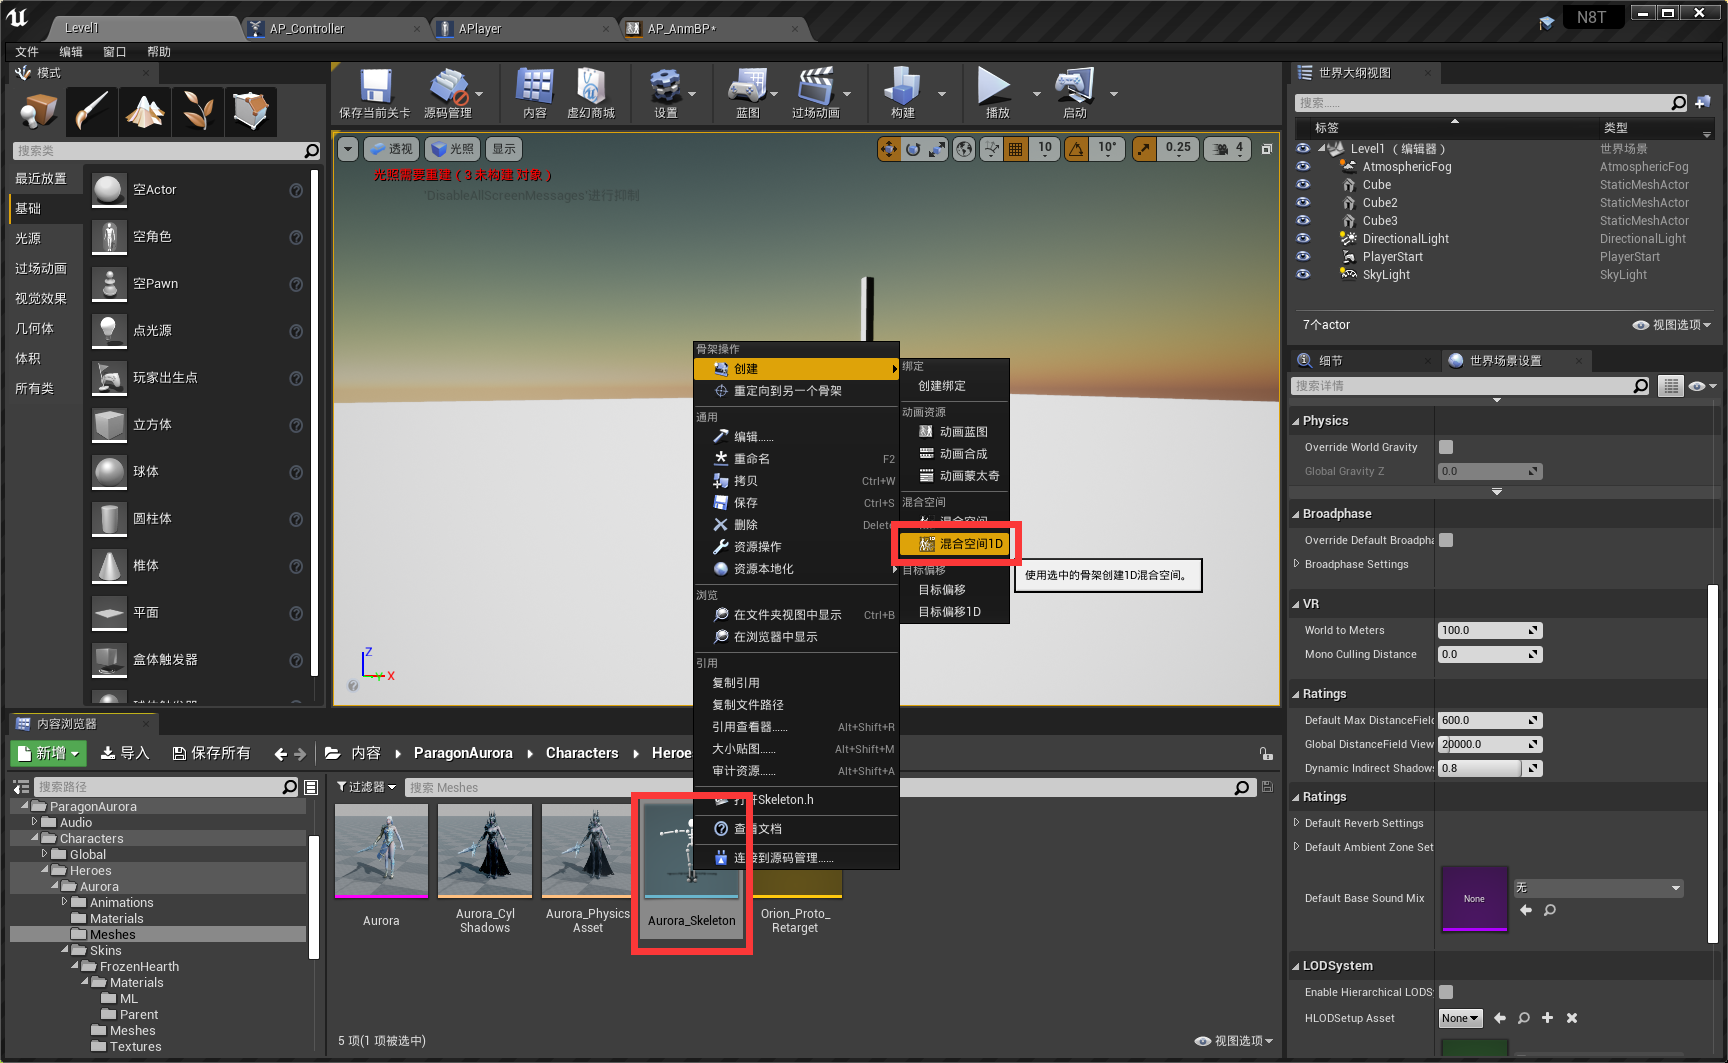 Level1
AP_Controller
APlayer
AP_AnmBP*
N8T
文件 编辑 窗口 帮助
模式
搜索类
最近放置
基础
光源
过场动画
视觉效果
几何体
体积
所有类
空Actor
空角色
空Pawn
点光源
玩家出生点
立方体
球体
圆柱体
椎体
平面
盒体触发器
保存当前关卡
源码管理
内容
虚幻商城
设置
蓝图
过场动画
构建
播放
启动
透视
光照
显示
10
10°
0.25
4
光照需要重建 ( 3 未构建 对象 )
'DisableAllScreenMessages'进行抑制
Z
X
骨架操作
创建
重定向到另一个骨架
通用
编辑......
重命名 F2
拷贝 Ctrl+W
保存 Ctrl+S
删除 Delete
资源操作
资源本地化
浏览
在文件夹视图中显示 Ctrl+B
在浏览器中显示
引用
复制引用
复制文件路径
引用查看器...... Alt+Shift+R
大小贴图...... Alt+Shift+M
审计资源...... Alt+Shift+A
打开Skeleton.h
查看文档
连接到源码管理......
绑定
创建绑定
动画资源
动画蓝图
动画合成
动画蒙太奇
混合空间
混合空间
混合空间1D
目标偏移
目标偏移
目标偏移1D
使用选中的骨架创建1D混合空间。
世界大纲视图
搜索......
标签 类型
Level1 （编辑器） 世界场景
AtmosphericFog AtmosphericFog
Cube StaticMeshActor
Cube2 StaticMeshActor
Cube3 StaticMeshActor
DirectionalLight DirectionalLight
PlayerStart PlayerStart
SkyLight SkyLight
7个actor
视图选项
细节
世界场景设置
搜索详情
Physics
Override World Gravity
Global Gravity Z 0.0
Broadphase
Override Default Broadpha
Broadphase Settings
VR
World to Meters 100.0
Mono Culling Distance 0.0
Ratings
Default Max DistanceField 600.0
Global DistanceField View 20000.0
Dynamic Indirect Shadows 0.8
Ratings
Default Reverb Settings
Default Ambient Zone Set
Default Base Sound Mix
None
无
LODSystem
Enable Hierarchical LODS
HLODSetup Asset None
内容浏览器
新增
导入
保存所有
内容
ParagonAurora
Characters
Heroe
搜索路径
过滤器
搜索 Meshes
ParagonAurora
Audio
Characters
Global
Heroes
Aurora
Animations
Materials
Meshes
Skins
FrozenHearth
Materials
ML
Parent
Meshes
Textures
Aurora
Aurora_Cyl
Shadows
Aurora_Physics
Asset
Aurora_Skeleton
Orion_Proto_
Retarget
5 项(1 项被选中)
视图选项